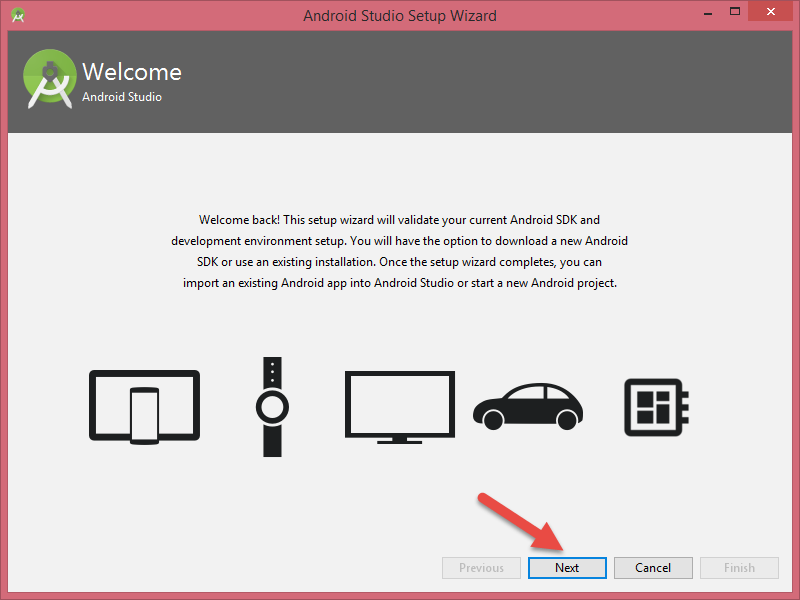 Android Studio Setup Wizard
Welcome
Android Studio
Welcome back! This setup wizard will validate your current Android SDK and
development environment setup. You will have the option to download a new Android
SDK or use an existing installation. Once the setup wizard completes, you can
import an existing Android app into Android Studio or start a new Android project.
Previous Next Cancel Finish